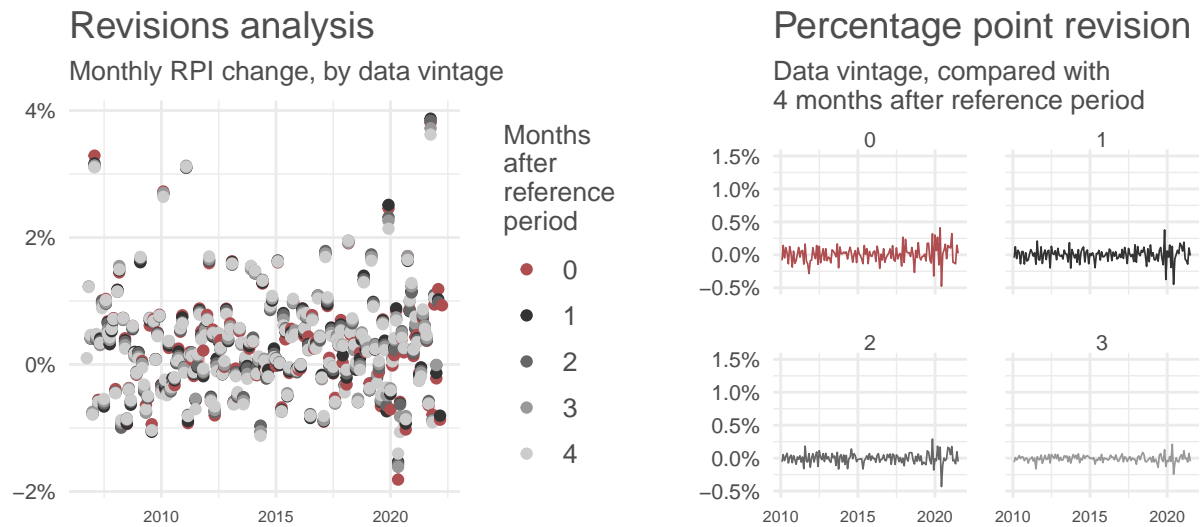 Revisions analysis
Monthly RPI change, by data vintage
4%
2%
0%
−2%
2010 2015 2020
Months
after
reference
period
0
1
2
3
4
Percentage point revision
Data vintage, compared with
4 months after reference period
0 1
1.5%
1.0%
0.5%
0.0%
−0.5%
2 3
1.5%
1.0%
0.5%
0.0%
−0.5%
2010 2015 2020 2010 2015 2020